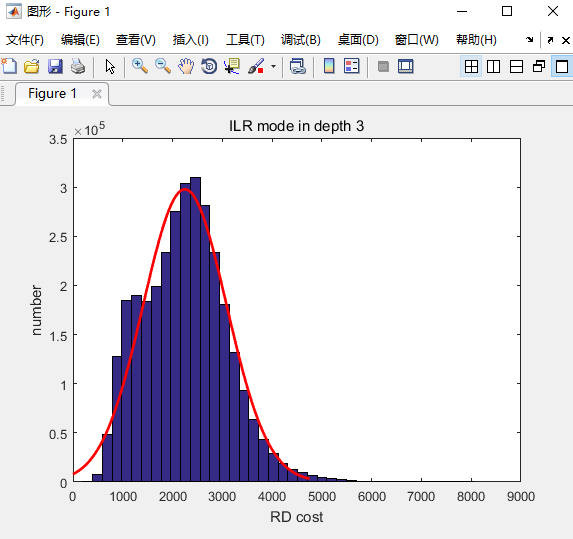 图形 - Figure 1
文件(F) 编辑(E) 查看(V) 插入(I) 工具(T) 调试(B) 桌面(D) 窗口(W) 帮助(H)
Figure 1
ILR mode in depth 3
×10⁵
3.5
3
2.5
2
1.5
1
0.5
0
number
0 1000 2000 3000 4000 5000 6000 7000 8000 9000
RD cost